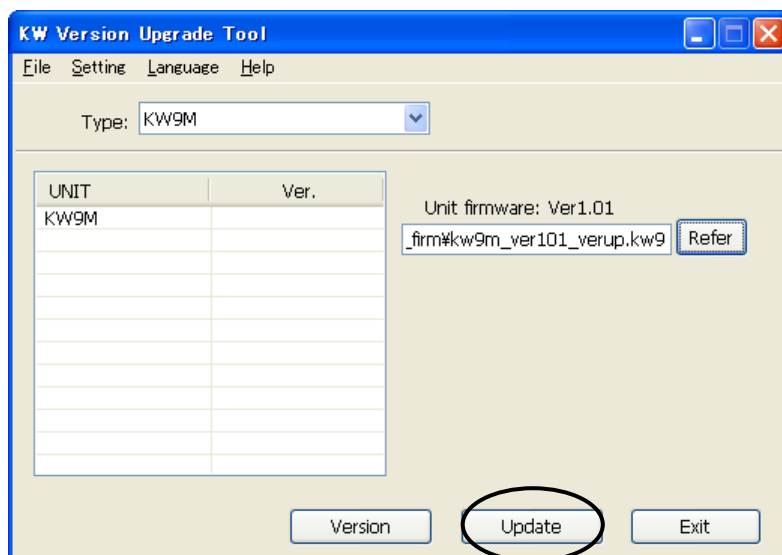 KW Version Upgrade Tool
File Setting Language Help
Type: KW9M
UNIT Ver.
KW9M
Unit firmware: Ver1.01
_firm¥kw9m_ver101_verup.kw9 Refer
Version Update Exit